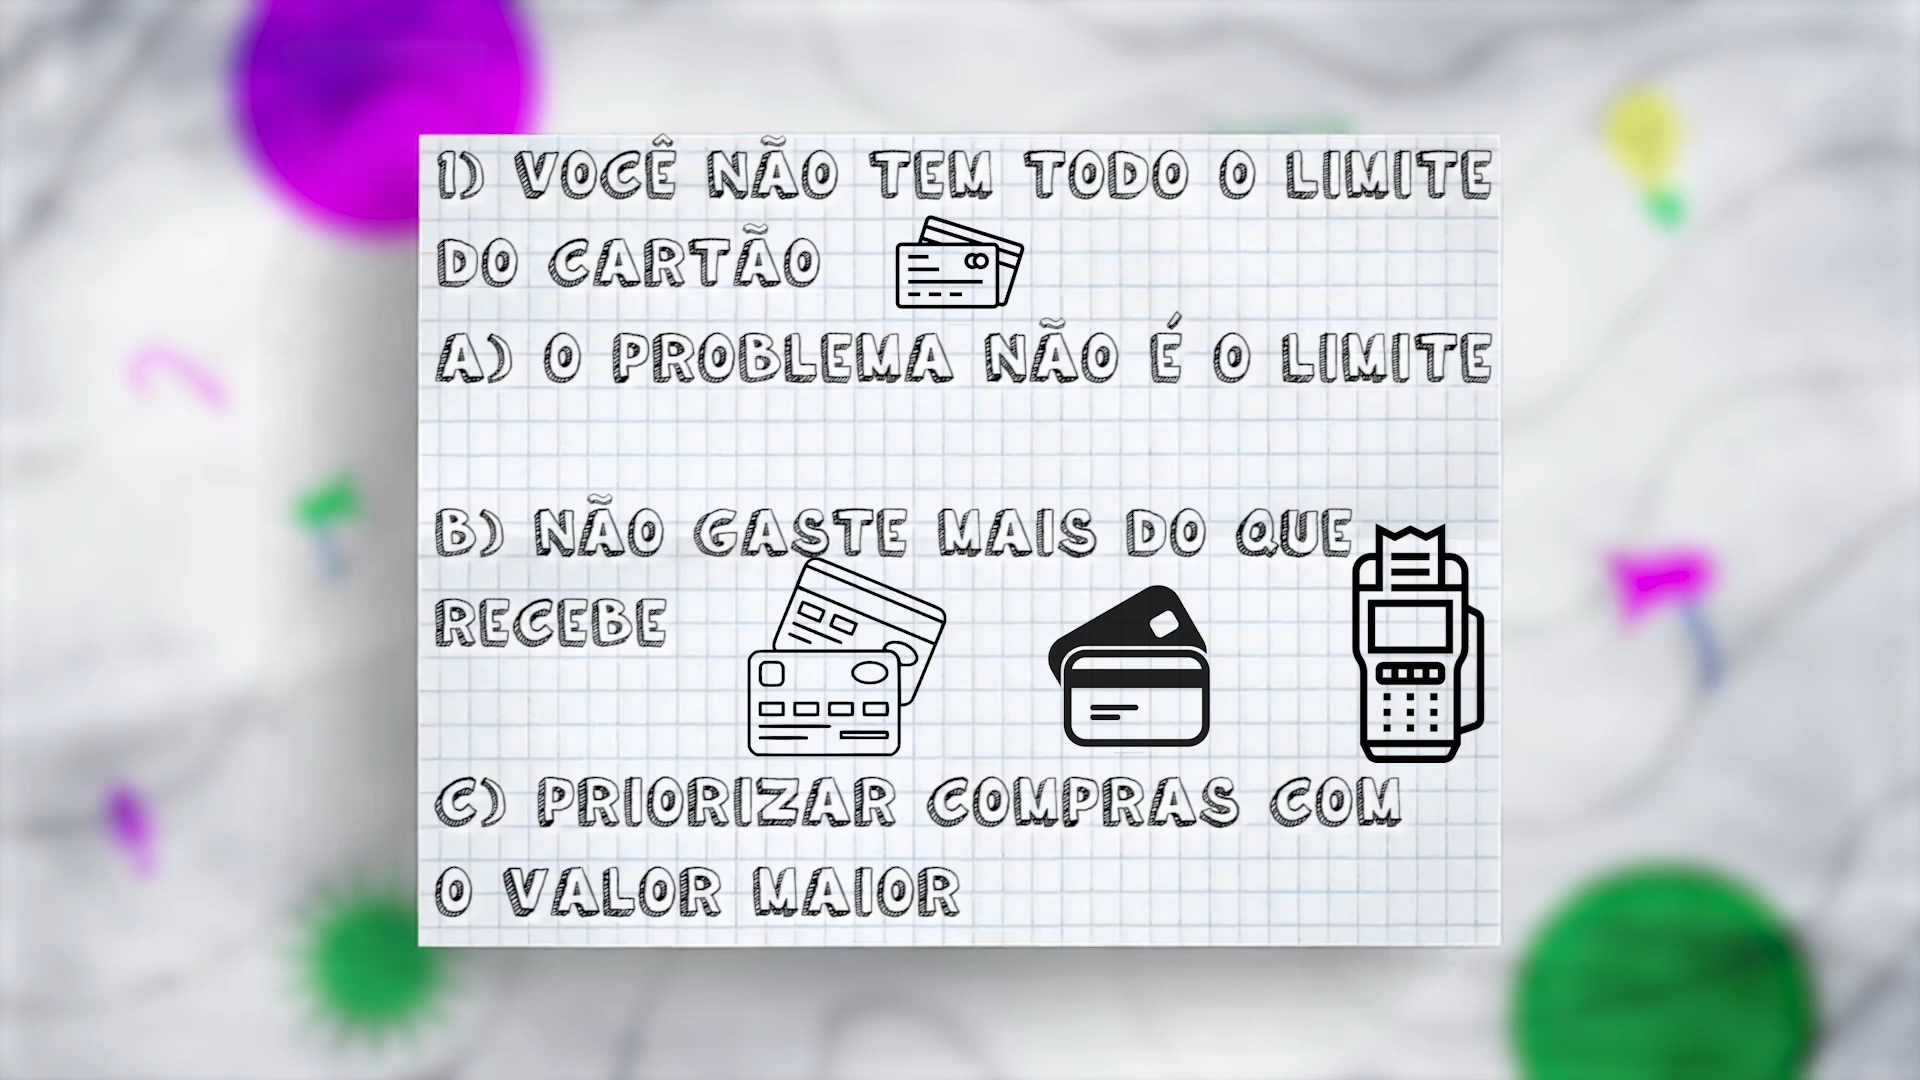 1) VOCÊ NÃO TEM TODO O LIMITE
DO CARTÃO
A) O PROBLEMA NÃO É O LIMITE
B) NÃO GASTE MAIS DO QUE
RECEBE
C) PRIORIZAR COMPRAS COM
O VALOR MAIOR